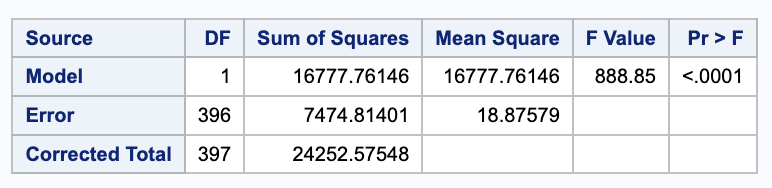 Source DF Sum of Squares Mean Square F Value Pr > F
Model 1 16777.76146 16777.76146 888.85 <.0001
Error 396 7474.81401 18.87579
Corrected Total 397 24252.57548